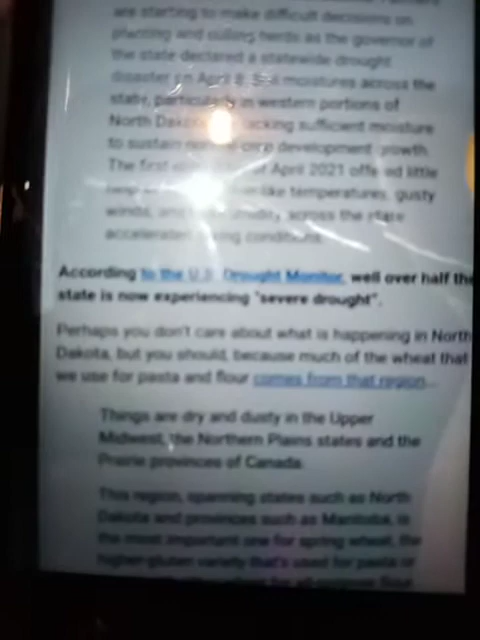 are starting to make difficult decisions on
planting and culling herds as the governor of
the state declared a statewide drought
disaster on April 8. Soil moistures across the
state, particularly in western portions of
North Dakota lacking sufficient moisture
to sustain development growth.
The first of April 2021 offered little
temperatures, gusty
winds, and across the state
accelerated conditions.
According to the U.S. Drought Monitor, well over half the
state is now experiencing "severe drought".
Perhaps you don't care about what is happening in North
Dakota, but you should, because much of the wheat that
we use for pasta and flour comes from that region...
Things are dry and dusty in the Upper
Midwest, the Northern Plains states and the
Prairie provinces of Canada.
This region, spanning states such as North
Dakota and provinces such as Manitoba, is
the most important one for spring wheat, the
higher-gluten variety that's used for pasta or
for all-purpose flour